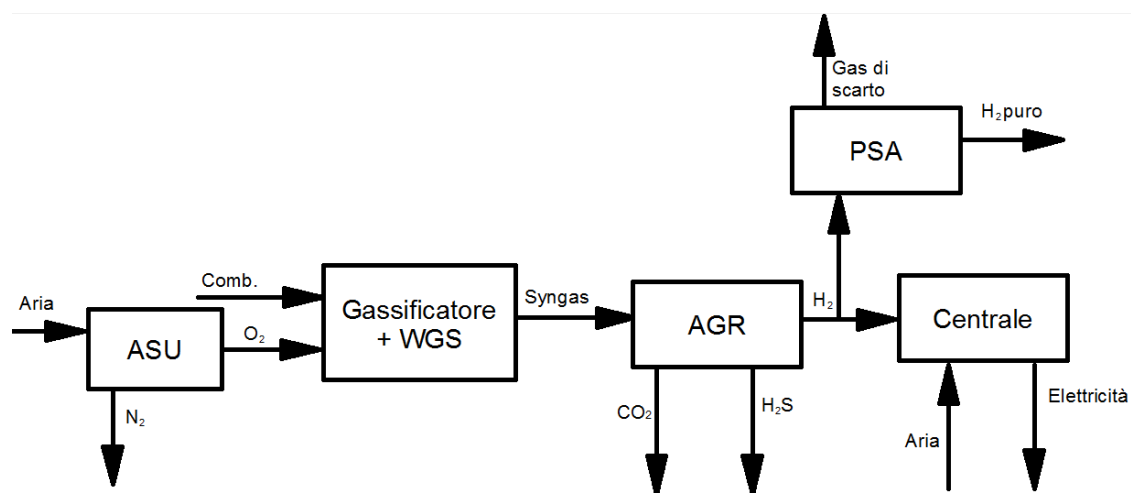 Gas di
scarto
H₂puro
PSA
Comb.
Aria
Gassificatore
+ WGS
Syngas
AGR
H₂
Centrale
ASU
O₂
N₂
CO₂
H₂S
Aria
Elettricità